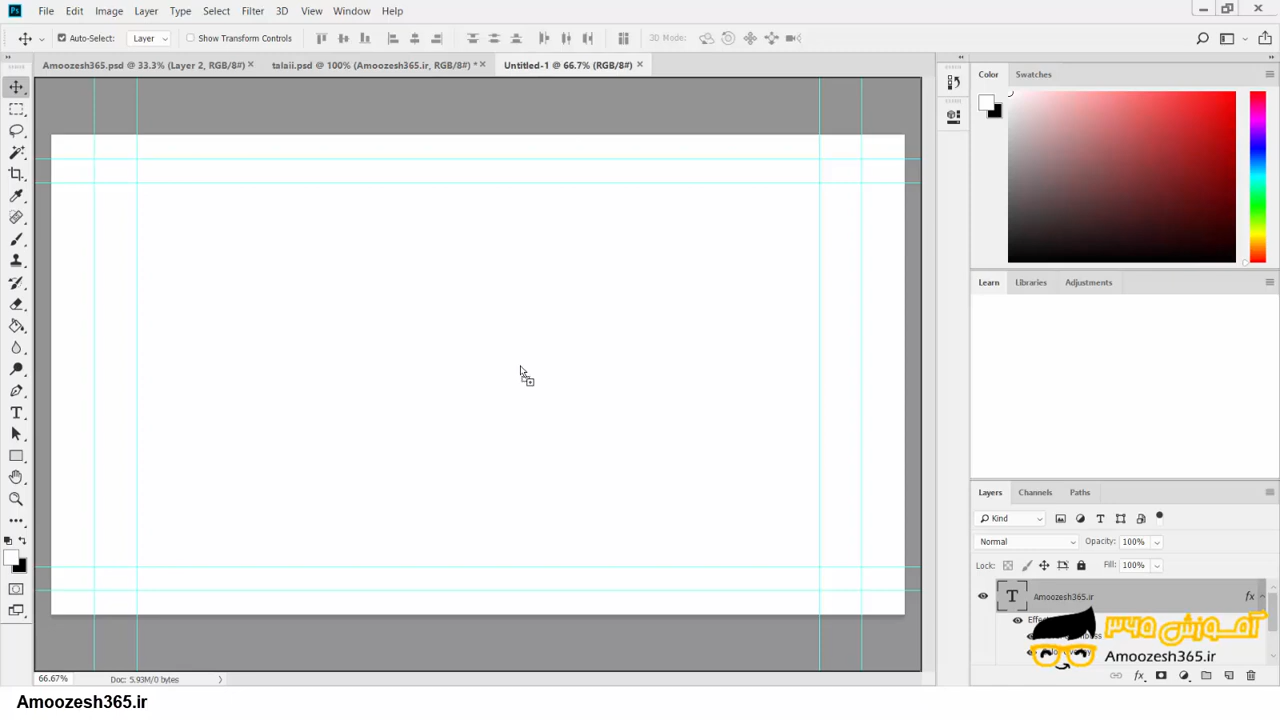 Ps File Edit Image Layer Type Select Filter 3D View Window Help
Auto-Select: Layer Show Transform Controls 3D Mode:
Amoozesh365.psd @ 33.3% (Layer 2, RGB/8#) talaii.psd @ 100% (Amoozesh365.ir, RGB/8#) * Untitled-1 @ 66.7% (RGB/8#)
Color Swatches
Learn Libraries Adjustments
Layers Channels Paths
Kind
Normal Opacity: 100%
Lock: Fill: 100%
T Amoozesh365.ir fx
آموزش ۳۶۵
Amoozesh365.ir
66.67% Doc: 5.93M/0 bytes
Amoozesh365.ir